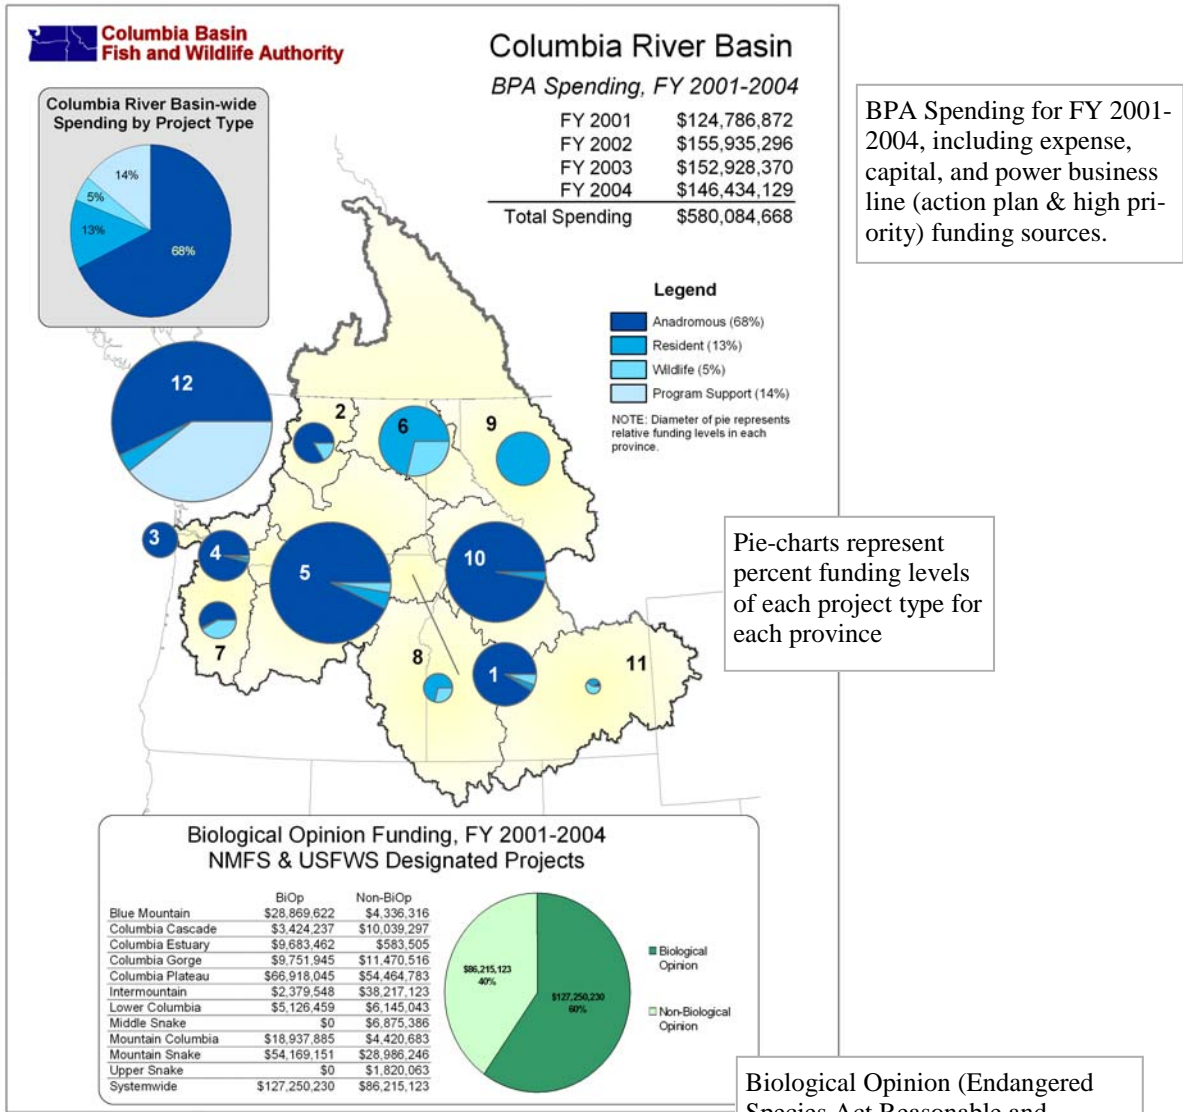 Columbia Basin
Fish and Wildlife Authority
Columbia River Basin
BPA Spending, FY 2001-2004
FY 2001 $124,786,872
FY 2002 $155,935,296
FY 2003 $152,928,370
FY 2004 $146,434,129
Total Spending $580,084,668
BPA Spending for FY 2001-
2004, including expense,
capital, and power business
line (action plan & high pri-
ority) funding sources.
Columbia River Basin-wide
Spending by Project Type
14%
5%
13%
68%
Legend
Anadromous (68%)
Resident (13%)
Wildlife (5%)
Program Support (14%)
NOTE: Diameter of pie represents
relative funding levels in each
province.
12
2
6
9
3
4
5
10
7
8
1
11
Pie-charts represent
percent funding levels
of each project type for
each province
Biological Opinion Funding, FY 2001-2004
NMFS & USFWS Designated Projects
BiOp Non-BiOp
Blue Mountain $28,869,622 $4,336,316
Columbia Cascade $3,424,237 $10,039,297
Columbia Estuary $9,683,462 $583,505
Columbia Gorge $9,751,945 $11,470,516
Columbia Plateau $66,918,045 $54,464,783
Intermountain $2,379,548 $38,217,123
Lower Columbia $5,126,459 $6,145,043
Middle Snake $0 $6,875,386
Mountain Columbia $18,937,885 $4,420,683
Mountain Snake $54,169,151 $28,986,246
Upper Snake $0 $1,820,063
Systemwide $127,250,230 $86,215,123
$86,215,123
40%
$127,250,230
60%
Biological
Opinion
Non-Biological
Opinion
Biological Opinion (Endangered
Species Act Reasonable and